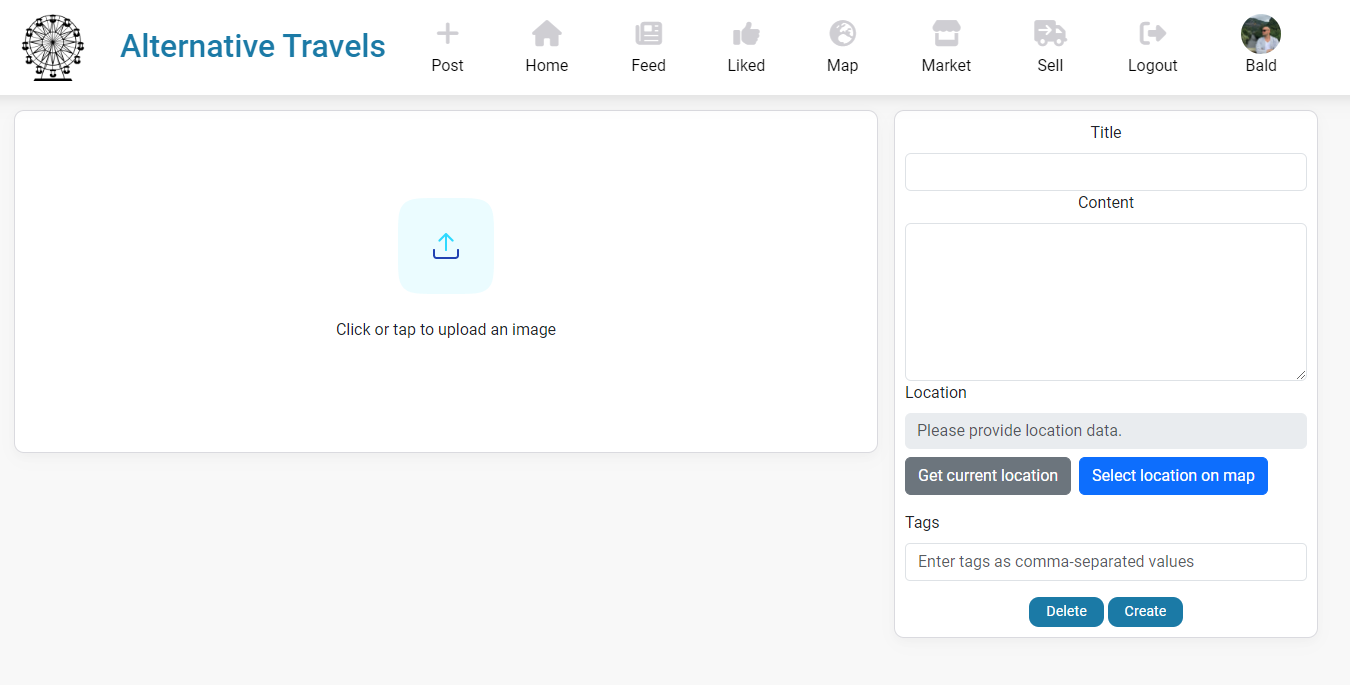 Alternative Travels
Post
Home
Feed
Liked
Map
Market
Sell
Logout
Bald
Click or tap to upload an image
Title
Content
Location
Please provide location data.
Get current location
Select location on map
Tags
Enter tags as comma-separated values
Delete
Create